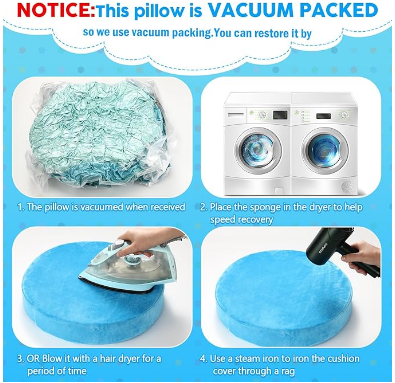 NOTICE:This pillow is VACUUM PACKED
so we use vacuum packing.You can restore it by
1. The pillow is vacuumed when received
2. Place the sponge in the dryer to help
speed recovery
3. OR Blow it with a hair dryer for a
period of time
4. Use a steam iron to iron the cushion
cover through a rag